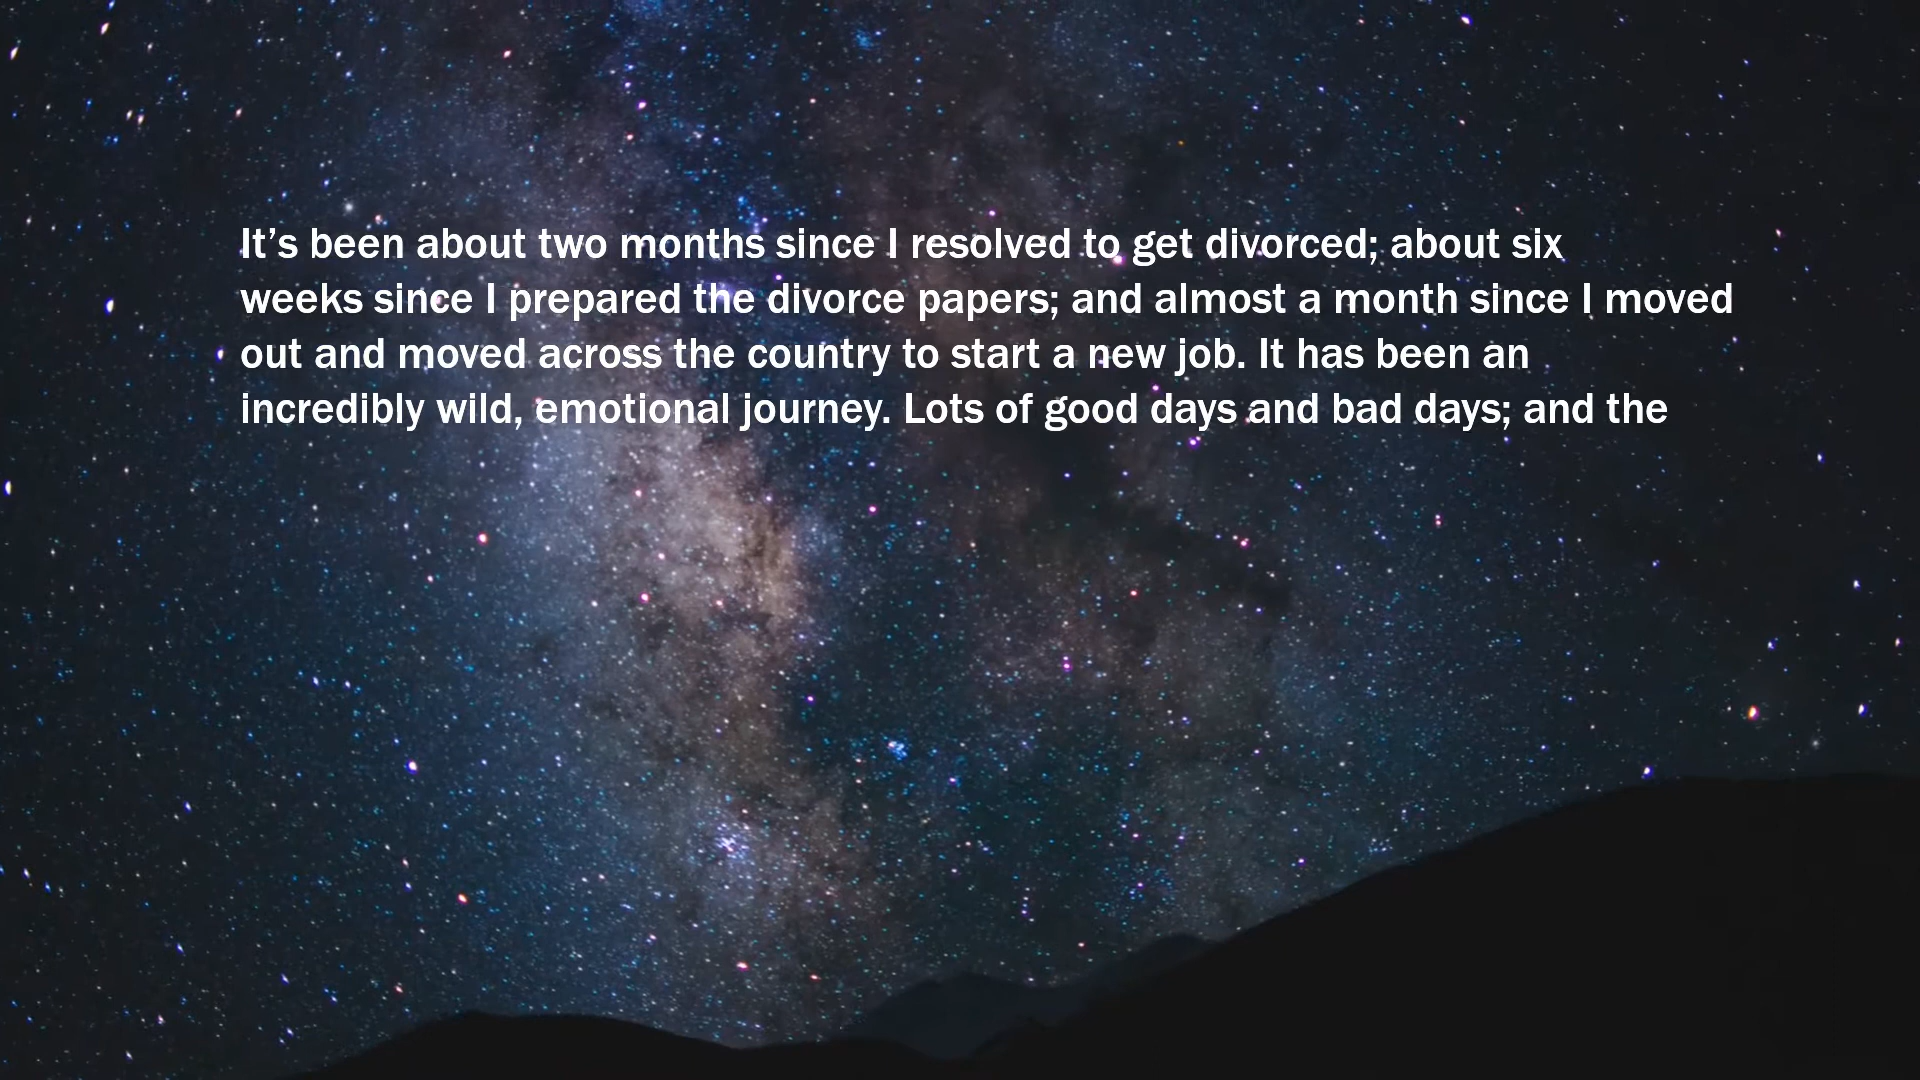 It’s been about two months since I resolved to get divorced; about six
weeks since I prepared the divorce papers; and almost a month since I moved
out and moved across the country to start a new job. It has been an
incredibly wild, emotional journey. Lots of good days and bad days; and the